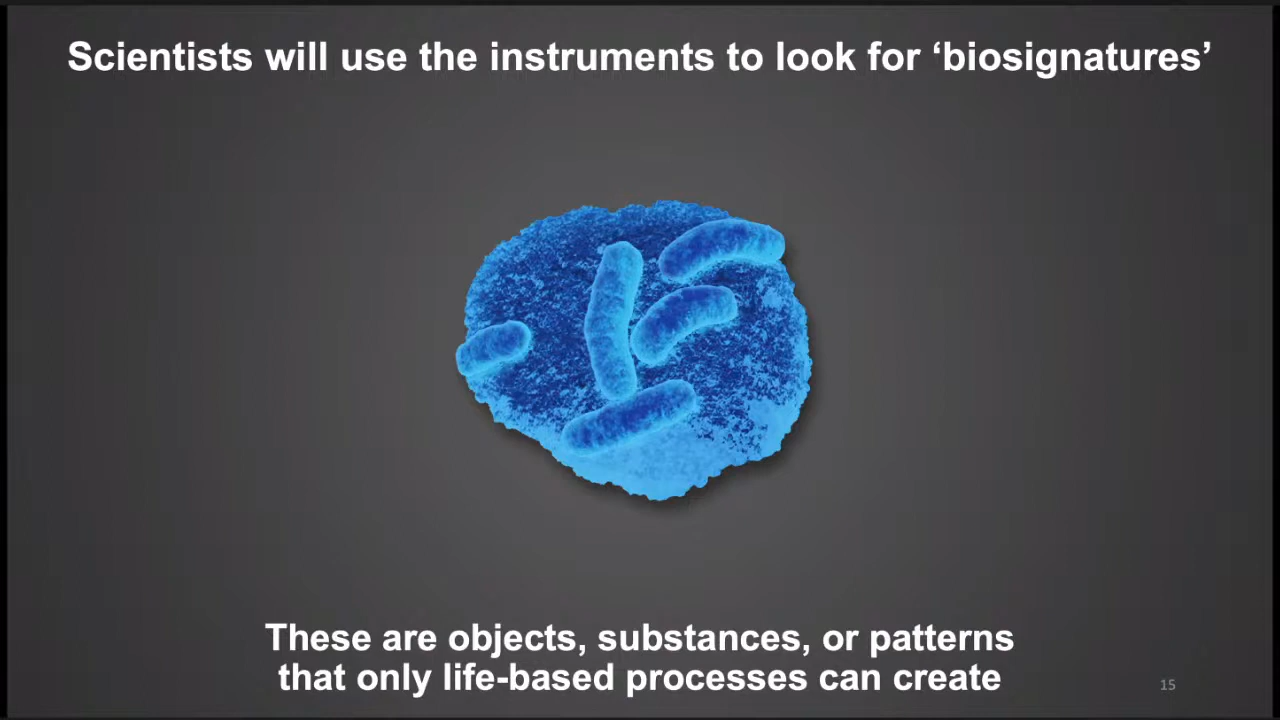 Scientists will use the instruments to look for ‘biosignatures’
These are objects, substances, or patterns
that only life-based processes can create
15